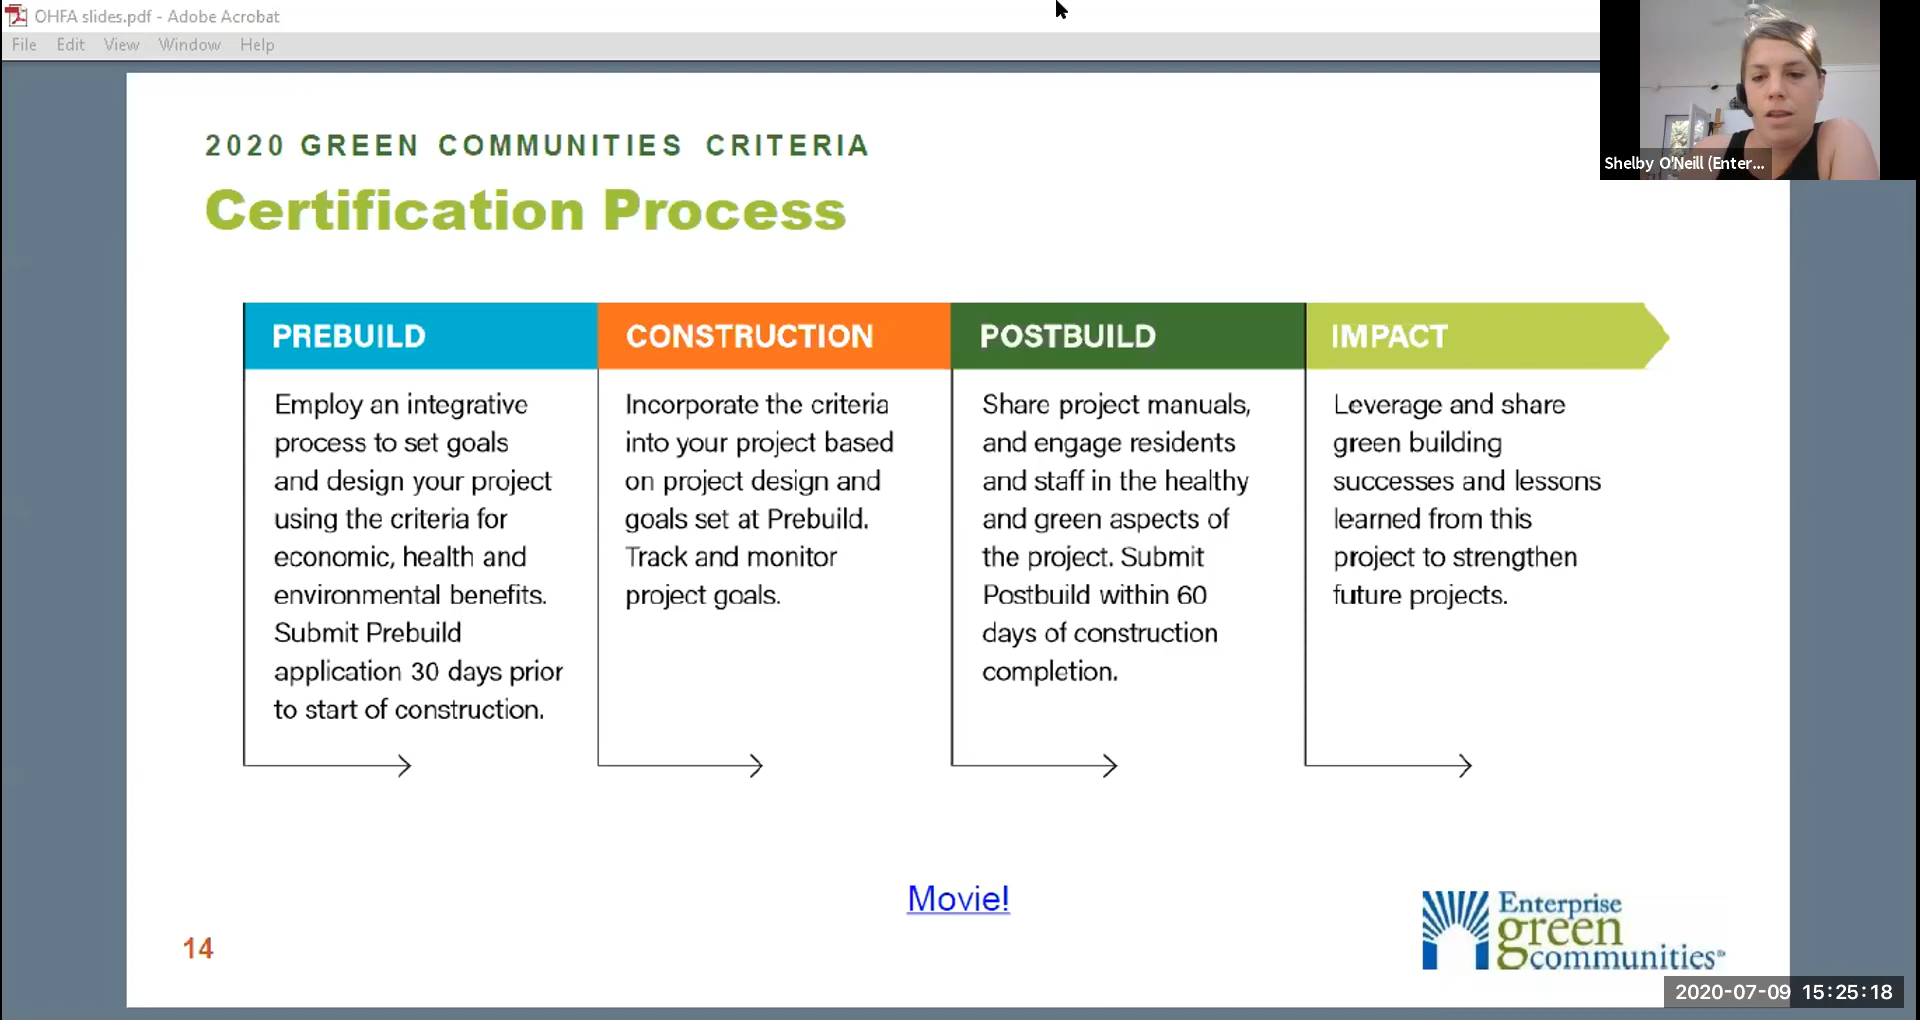 OHFA slides.pdf - Adobe Acrobat
File Edit View Window Help
Shelby O'Neill (Enter...
2020 GREEN COMMUNITIES CRITERIA
Certification Process
PREBUILD
Employ an integrative
process to set goals
and design your project
using the criteria for
economic, health and
environmental benefits.
Submit Prebuild
application 30 days prior
to start of construction.
CONSTRUCTION
Incorporate the criteria
into your project based
on project design and
goals set at Prebuild.
Track and monitor
project goals.
POSTBUILD
Share project manuals,
and engage residents
and staff in the healthy
and green aspects of
the project. Submit
Postbuild within 60
days of construction
completion.
IMPACT
Leverage and share
green building
successes and lessons
learned from this
project to strengthen
future projects.
Movie!
14
Enterprise
green
communities
2020-07-09 15:25:18